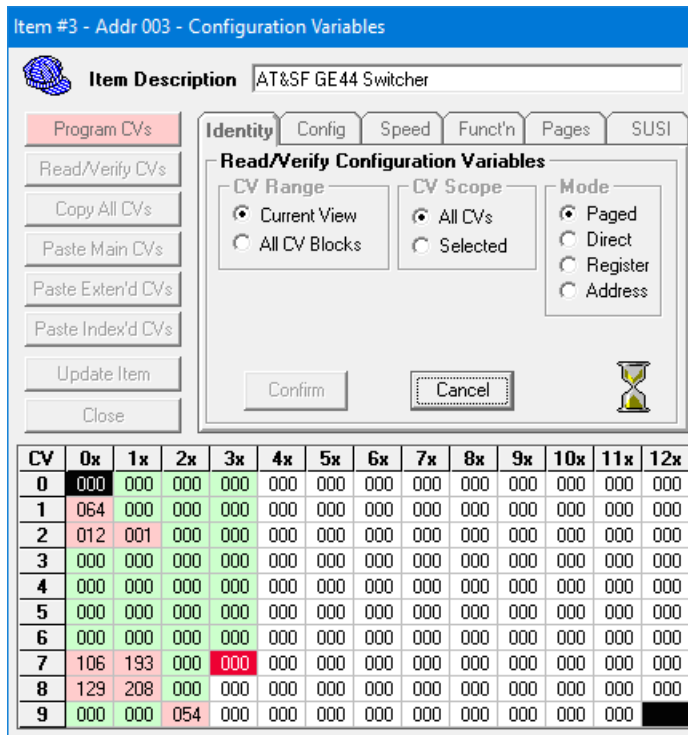 Item #3 - Addr 003 - Configuration Variables
Item Description AT&SF GE44 Switcher
Program CVs
Read/Verify CVs
Copy All CVs
Paste Main CVs
Paste Exten'd CVs
Paste Index'd CVs
Update Item
Close
Identity Config Speed Funct'n Pages SUSI
Read/Verify Configuration Variables
CV Range
Current View
All CV Blocks
CV Scope
All CVs
Selected
Mode
Paged
Direct
Register
Address
Confirm Cancel
CV 0x 1x 2x 3x 4x 5x 6x 7x 8x 9x 10x 11x 12x
0 000 000 000 000 000 000 000 000 000 000 000 000 000
1 064 000 000 000 000 000 000 000 000 000 000 000 000
2 012 001 000 000 000 000 000 000 000 000 000 000 000
3 000 000 000 000 000 000 000 000 000 000 000 000 000
4 000 000 000 000 000 000 000 000 000 000 000 000 000
5 000 000 000 000 000 000 000 000 000 000 000 000 000
6 000 000 000 000 000 000 000 000 000 000 000 000 000
7 106 193 000 000 000 000 000 000 000 000 000 000 000
8 129 208 000 000 000 000 000 000 000 000 000 000 000
9 000 000 054 000 000 000 000 000 000 000 000 000